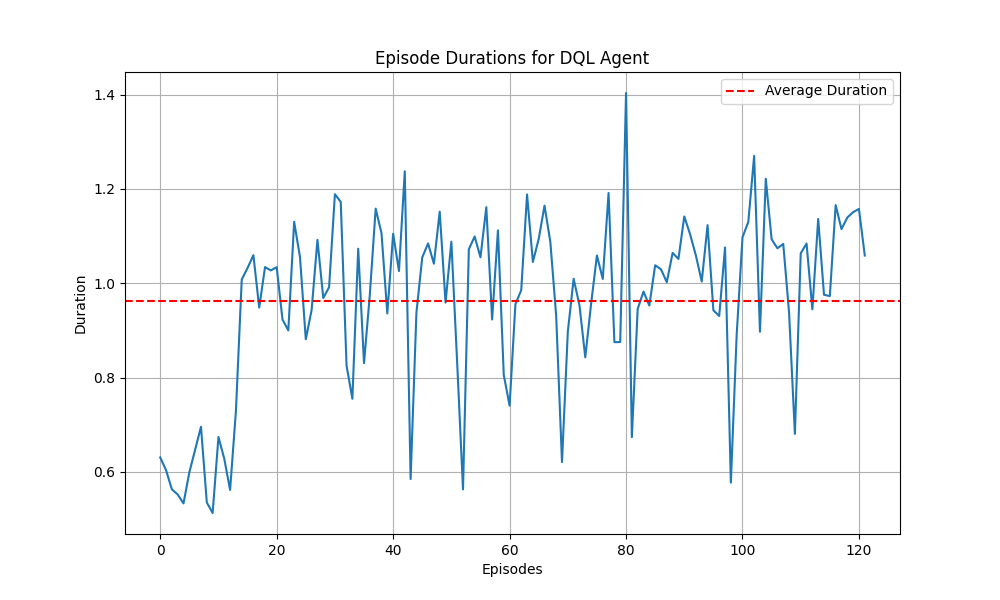 Episode Durations for DQL Agent
Average Duration
1.4
1.2
1.0
0.8
0.6
Duration
0 20 40 60 80 100 120
Episodes